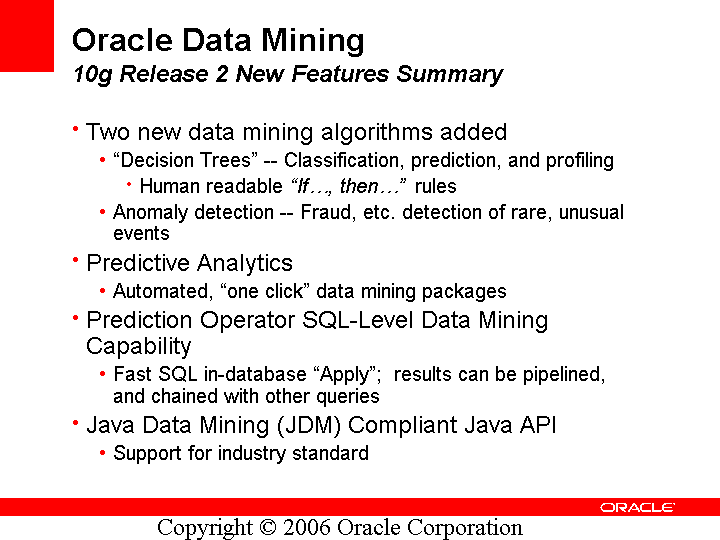 Oracle Data Mining
10g Release 2 New Features Summary
• Two new data mining algorithms added
• “Decision Trees” -- Classification, prediction, and profiling
• Human readable “If…, then…” rules
• Anomaly detection -- Fraud, etc. detection of rare, unusual
events
• Predictive Analytics
• Automated, “one click” data mining packages
• Prediction Operator SQL-Level Data Mining
Capability
• Fast SQL in-database “Apply”;  results can be pipelined,
and chained with other queries
• Java Data Mining (JDM) Compliant Java API
• Support for industry standard
ORACLE
Copyright © 2006 Oracle Corporation